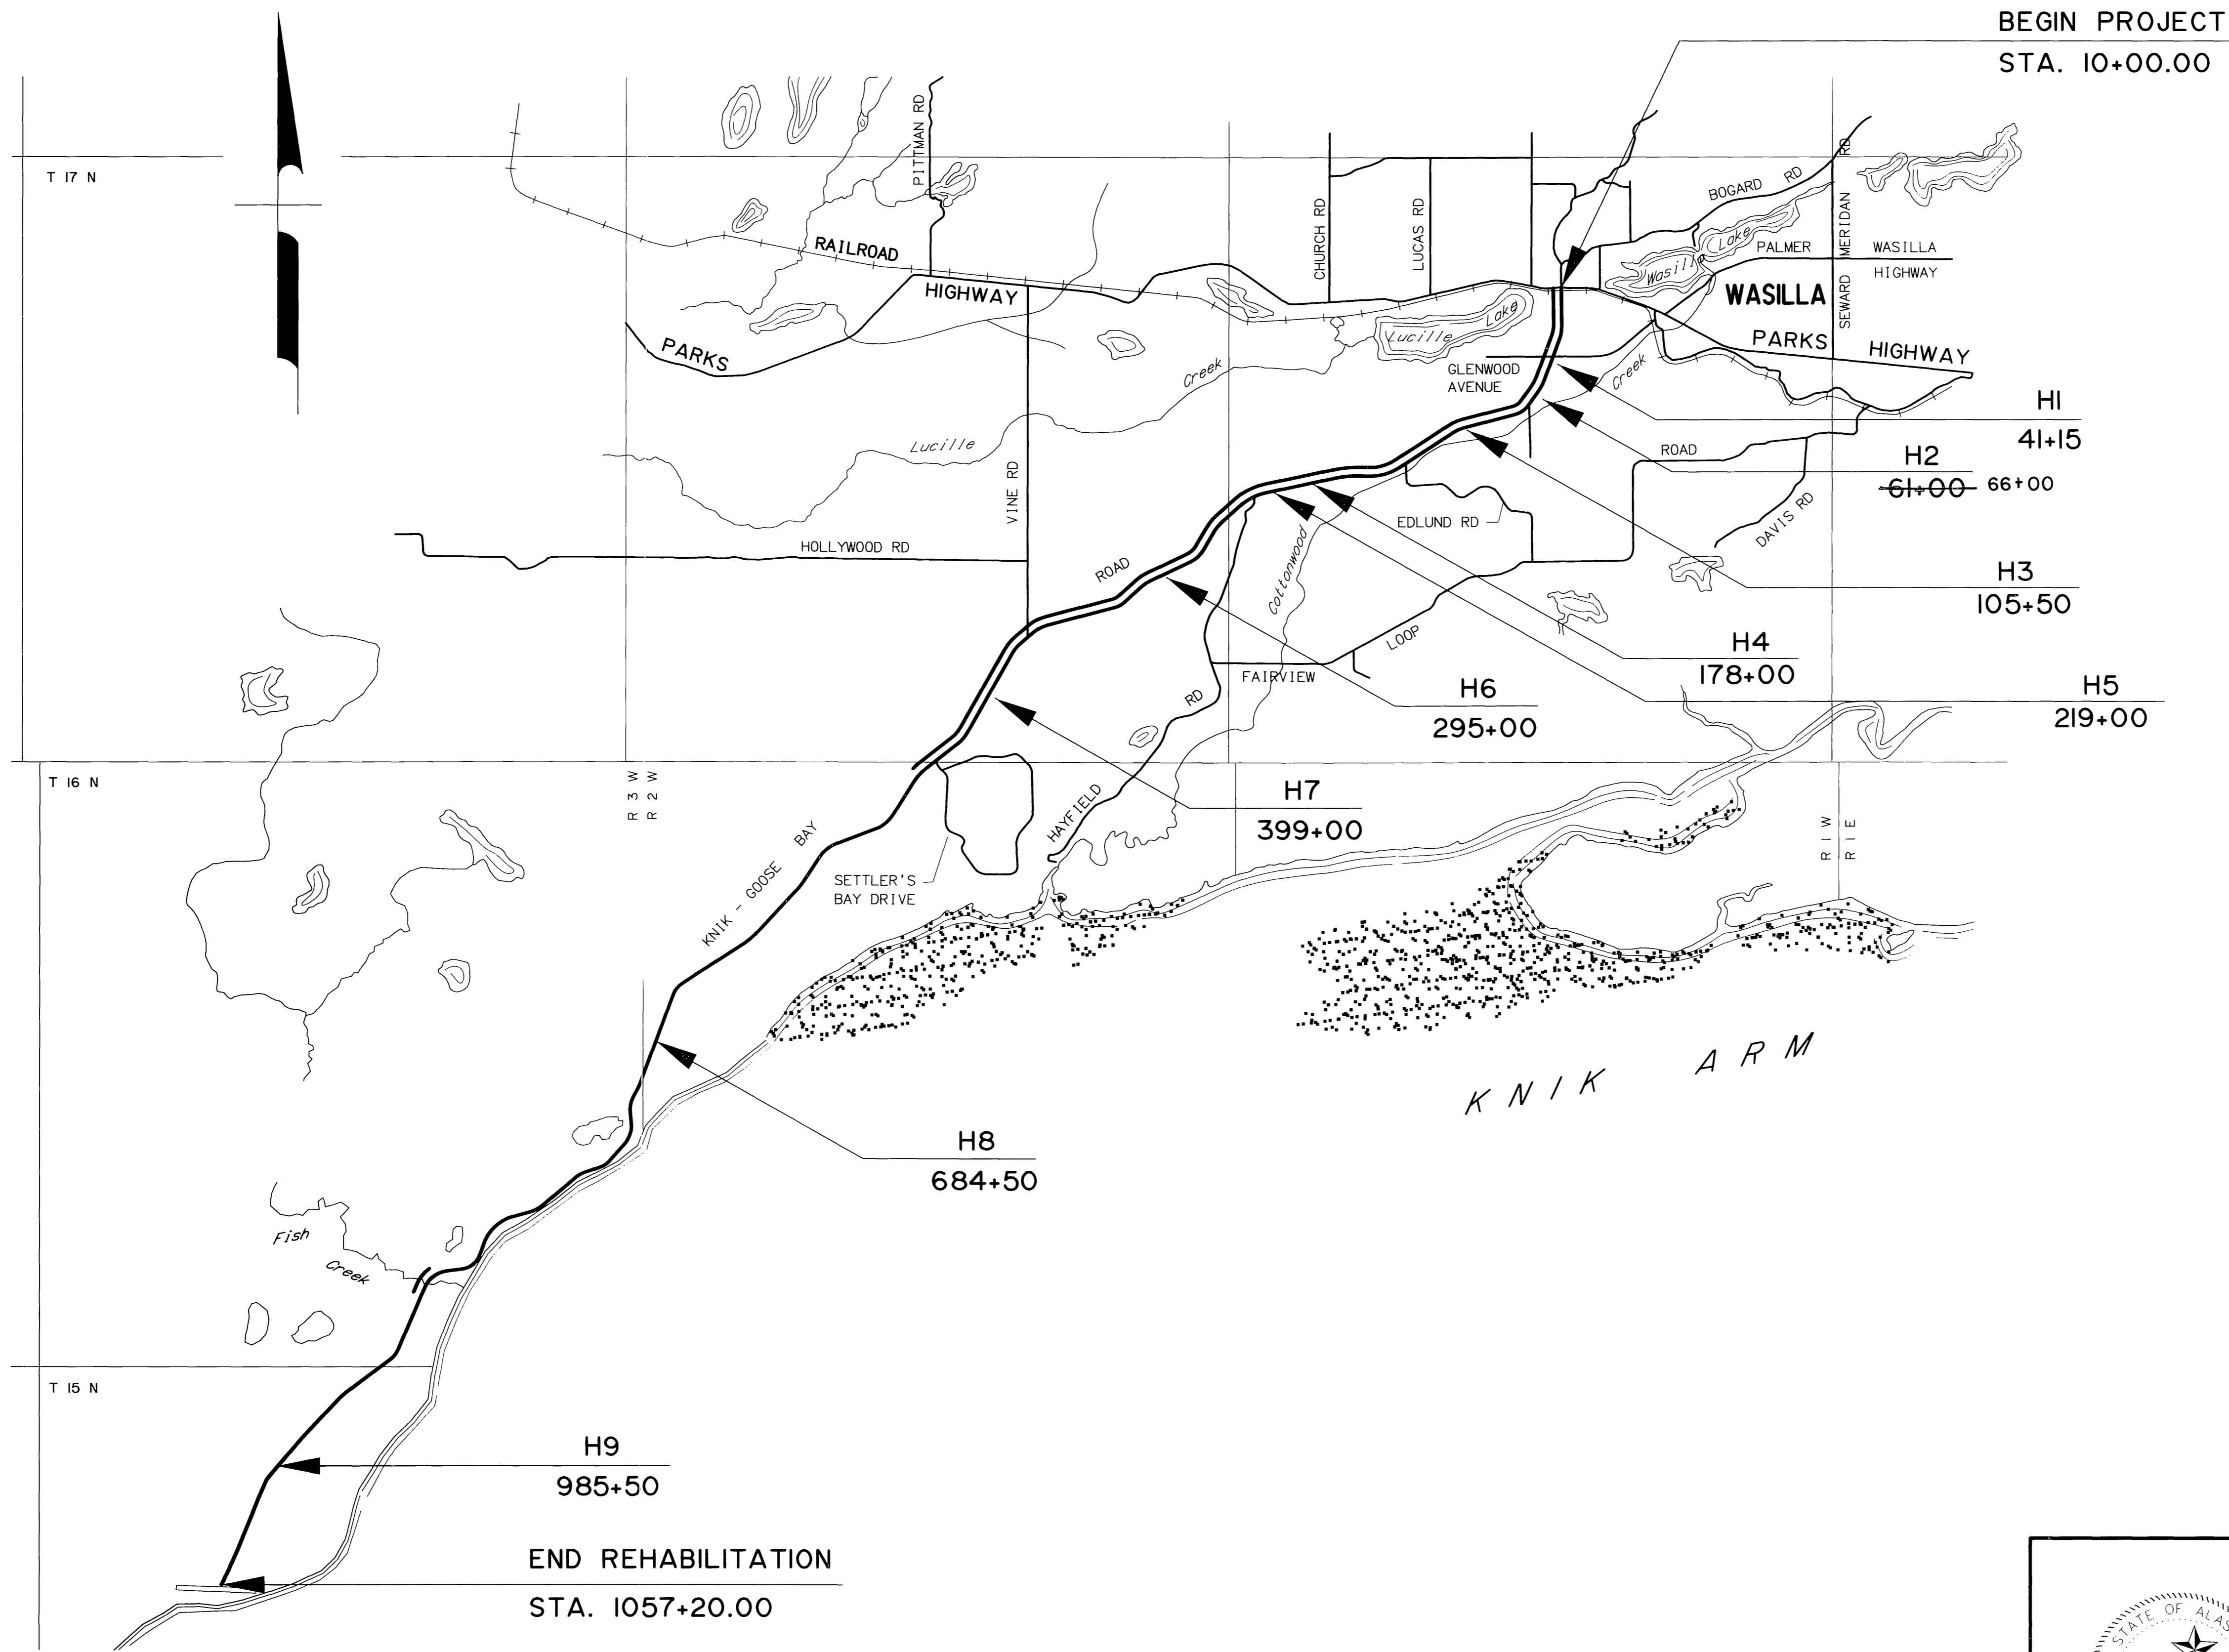 BEGIN PROJECT
STA. 10+00.00
T 17 N
PITTMAN RD
RAILROAD
HIGHWAY
PARKS
CHURCH RD
LUCAS RD
BOGARD RD
SEWARD MERIDIAN RD
Wasilla Lake
PALMER WASILLA
HIGHWAY
WASILLA
PARKS HIGHWAY
Lucille Lake
GLENWOOD
AVENUE
Creek
Creek
Lucille
VINE RD
HOLLYWOOD RD
ROAD
ROAD
EDLUND RD
DAVIS RD
Cottonwood
LOOP
FAIRVIEW
H1
41+15
H2
61+00 66+00
H3
105+50
H4
178+00
H5
219+00
H6
295+00
H7
399+00
T 16 N
R 3 W
R 2 W
R 1 W
R 1 E
HAYFIELD RD
KNIK - GOOSE BAY
SETTLER'S
BAY DRIVE
KNIK ARM
H8
684+50
Fish
Creek
T 15 N
H9
985+50
END REHABILITATION
STA. 1057+20.00
STATE OF ALAS